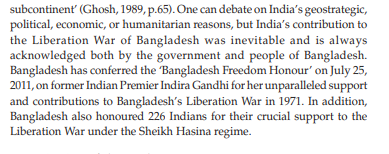 subcontinent' (Ghosh, 1989, p.65). One can debate on India's geostrategic,
political, economic, or humanitarian reasons, but India's contribution to
the Liberation War of Bangladesh was inevitable and is always
acknowledged both by the government and people of Bangladesh.
Bangladesh has conferred the 'Bangladesh Freedom Honour' on July 25,
2011, on former Indian Premier Indira Gandhi for her unparalleled support
and contributions to Bangladesh's Liberation War in 1971. In addition,
Bangladesh also honoured 226 Indians for their crucial support to the
Liberation War under the Sheikh Hasina regime.